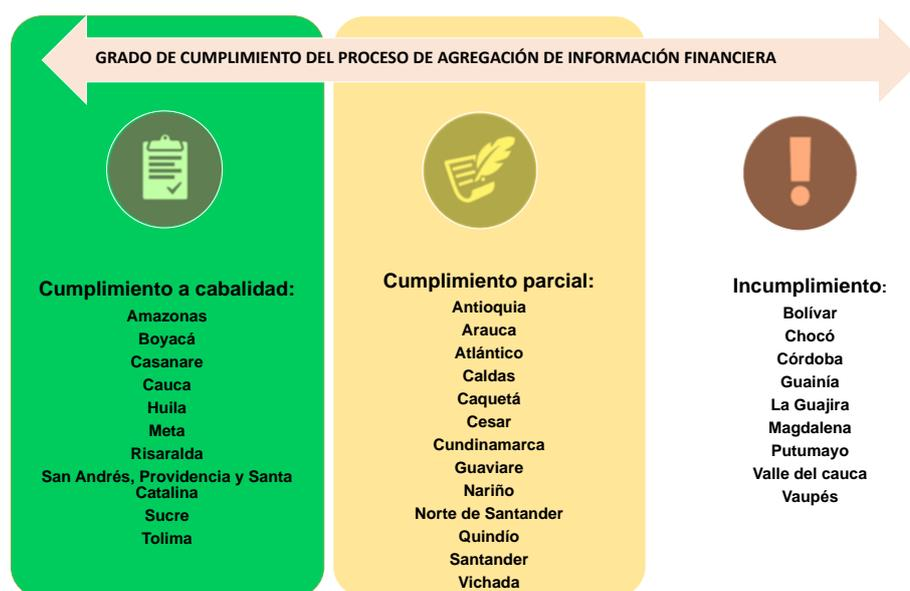 GRADO DE CUMPLIMIENTO DEL PROCESO DE AGREGACIÓN DE INFORMACIÓN FINANCIERA
Cumplimiento a cabalidad:
Amazonas
Boyacá
Casanare
Cauca
Huila
Meta
Risaralda
San Andrés, Providencia y Santa
Catalina
Sucre
Tolima
Cumplimiento parcial:
Antioquia
Arauca
Atlántico
Caldas
Caquetá
Cesar
Cundinamarca
Guaviare
Nariño
Norte de Santander
Quindío
Santander
Vichada
Incumplimiento:
Bolívar
Chocó
Córdoba
Guainía
La Guajira
Magdalena
Putumayo
Valle del cauca
Vaupés